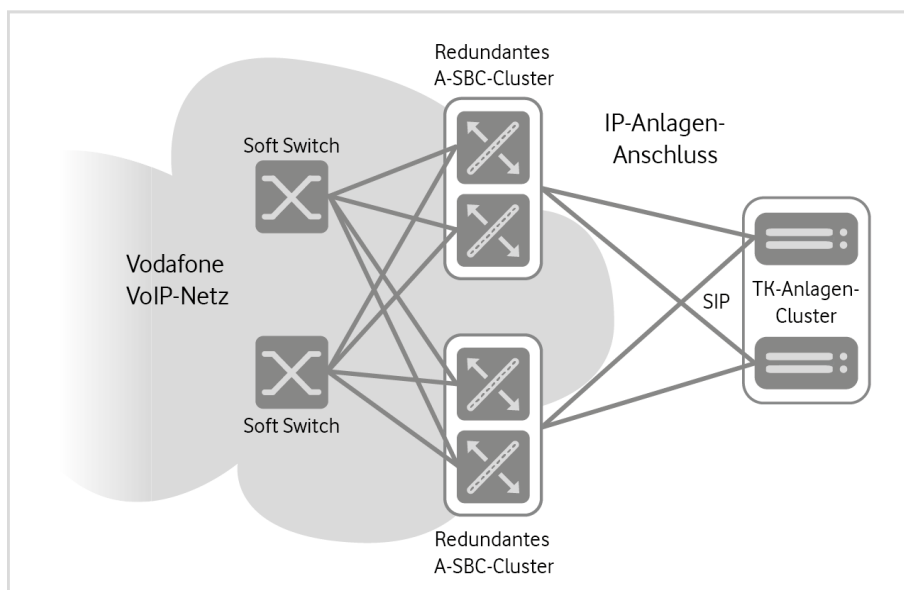 Redundantes
A-SBC-Cluster
IP-Anlagen-
Anschluss
Soft Switch
Vodafone
VoIP-Netz
SIP
TK-Anlagen-
Cluster
Soft Switch
Redundantes
A-SBC-Cluster